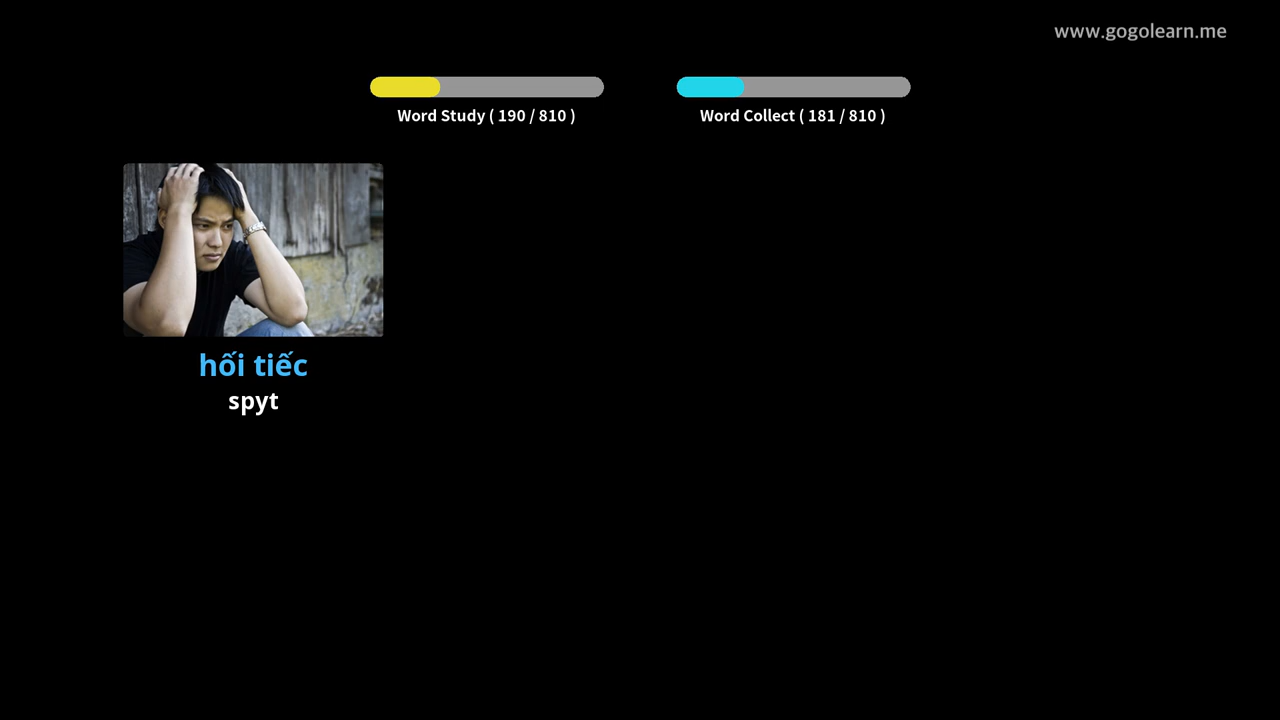 www.gogolearn.me
Word Study ( 190 / 810 )
Word Collect ( 181 / 810 )
hối tiếc
spyt